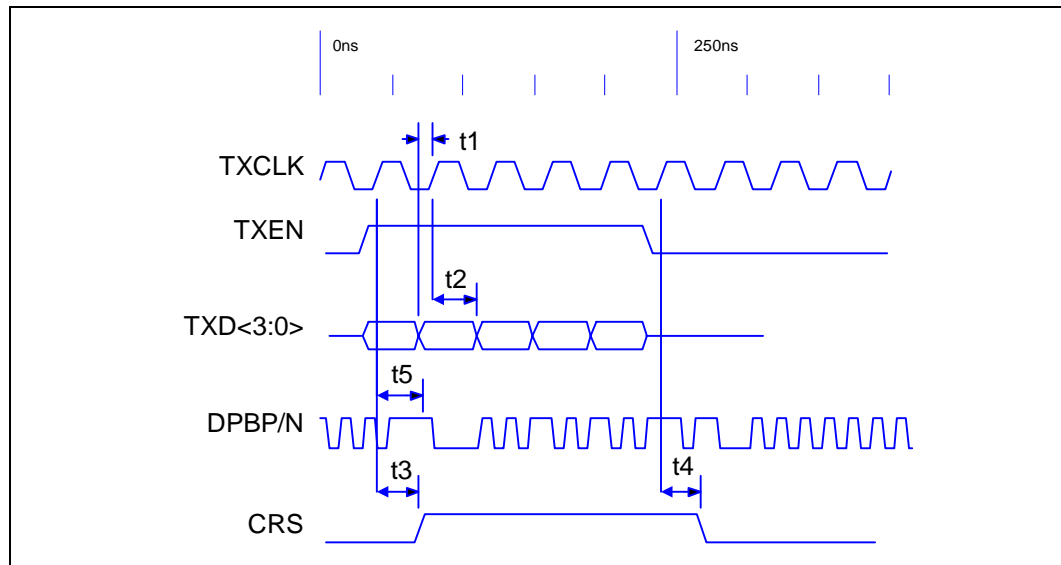 0ns 250ns
t1
TXCLK
TXEN
t2
TXD<3:0>
t5
DPBP/N
t3 t4
CRS